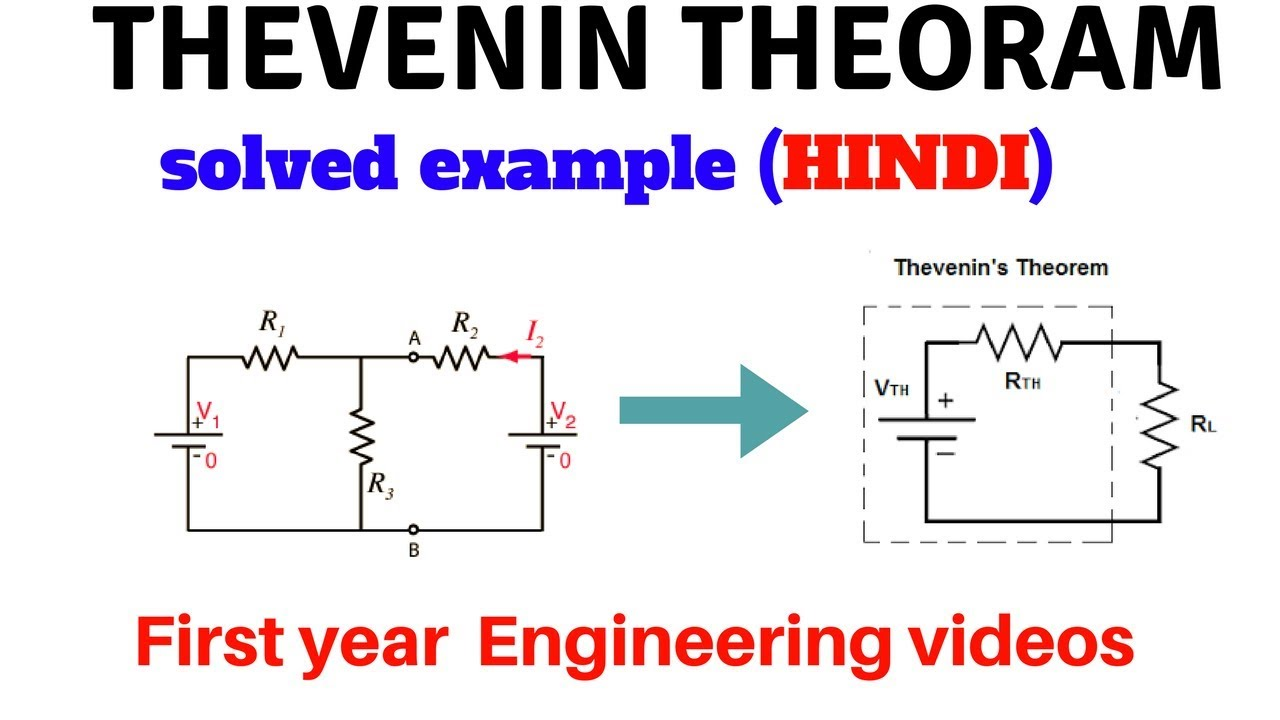 THEVENIN THEORAM
solved example (HINDI)
Thevenin's Theorem
R1
A
R2
I2
V1
+
-
0
R3
B
V2
+
-
0
VTH
+
−
RTH
RL
First year Engineering videos